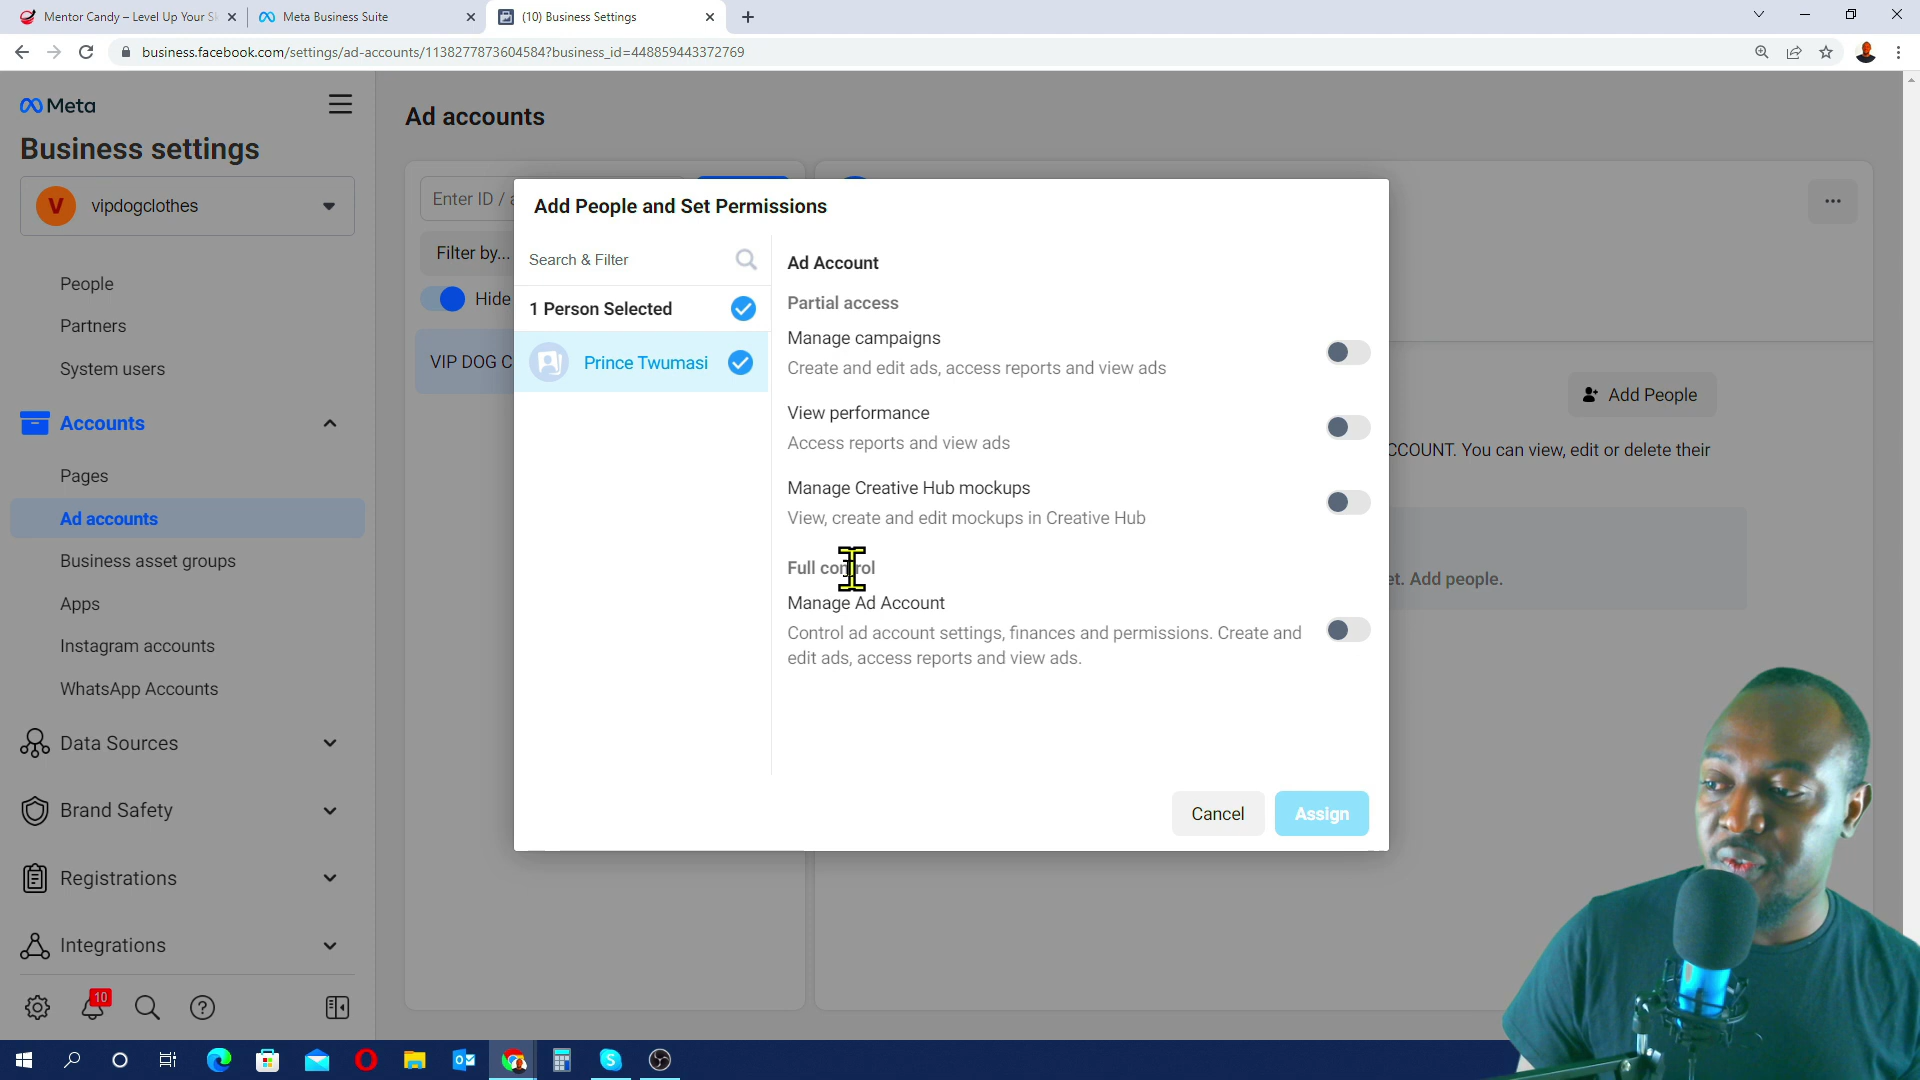 Mentor Candy – Level Up Your Sk
Meta Business Suite
(10) Business Settings
business.facebook.com/settings/ad-accounts/1138277873604584?business_id=448859443372769
Meta
Business settings
V vipdogclothes
People
Partners
System users
Accounts
Pages
Ad accounts
Business asset groups
Apps
Instagram accounts
WhatsApp Accounts
Data Sources
Brand Safety
Registrations
Integrations
10
Ad accounts
Enter ID /
Filter by...
Hide
VIP DOG C
Add People and Set Permissions
Search & Filter
1 Person Selected
Prince Twumasi
Ad Account
Partial access
Manage campaigns
Create and edit ads, access reports and view ads
View performance
Access reports and view ads
Manage Creative Hub mockups
View, create and edit mockups in Creative Hub
Full control
Manage Ad Account
Control ad account settings, finances and permissions. Create and
edit ads, access reports and view ads.
Cancel
Assign
Add People
CCOUNT. You can view, edit or delete their
et. Add people.